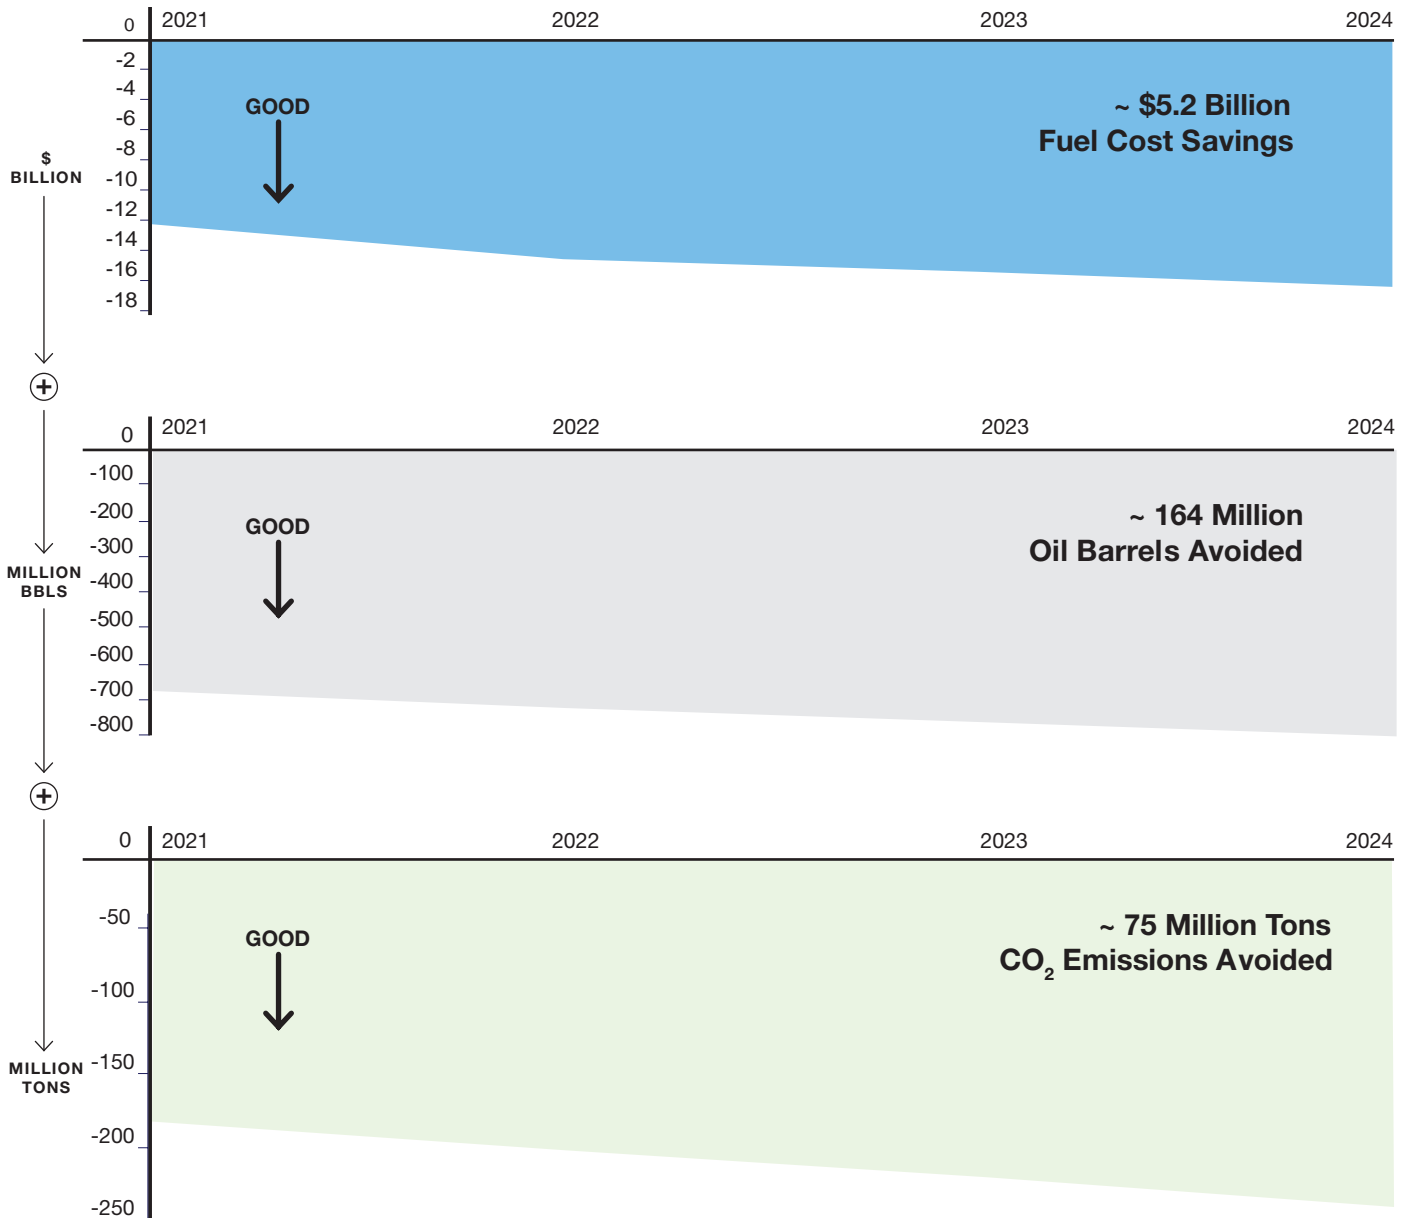 0 2021 2022 2023 2024
-2
-4
-6
-8
-10
-12
-14
-16
-18
$
BILLION
GOOD
~ $5.2 Billion
Fuel Cost Savings
+
0 2021 2022 2023 2024
-100
-200
-300
-400
-500
-600
-700
-800
MILLION
BBLS
GOOD
~ 164 Million
Oil Barrels Avoided
+
0 2021 2022 2023 2024
-50
-100
-150
-200
-250
MILLION
TONS
GOOD
~ 75 Million Tons
CO₂ Emissions Avoided